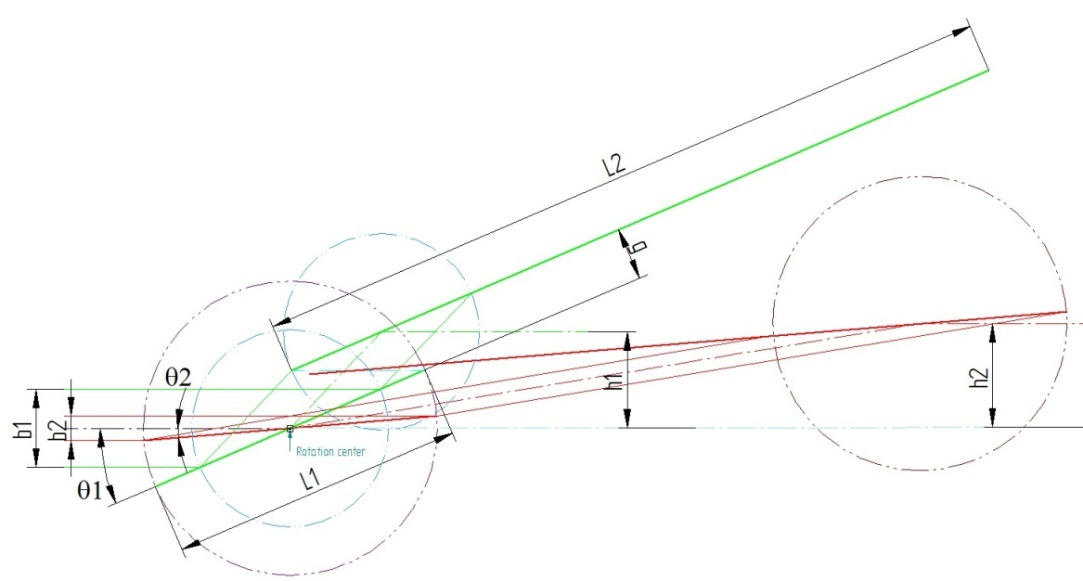 L2
g
θ2
h1
h2
b1
b2
Rotation center
L1
θ1